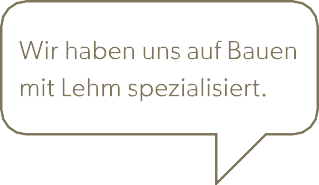 Wir haben uns auf Bauen
mit Lehm spezialisiert.